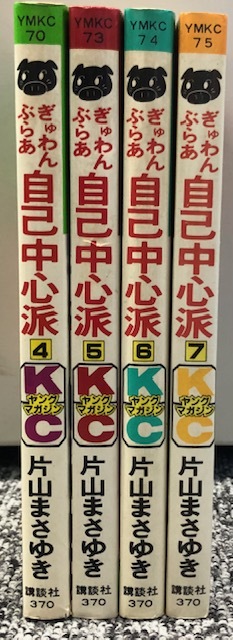 YMKC
70
ぎゅわんぶらあ
自己中心派
4
KC
ヤングマガジン
片山まさゆき
講談社
370
YMKC
73
ぎゅわんぶらあ
自己中心派
5
KC
ヤングマガジン
片山まさゆき
講談社
370
YMKC
74
ぎゅわんぶらあ
自己中心派
6
KC
ヤングマガジン
片山まさゆき
講談社
370
YMKC
75
ぎゅわんぶらあ
自己中心派
7
KC
ヤングマガジン
片山まさゆき
講談社
370